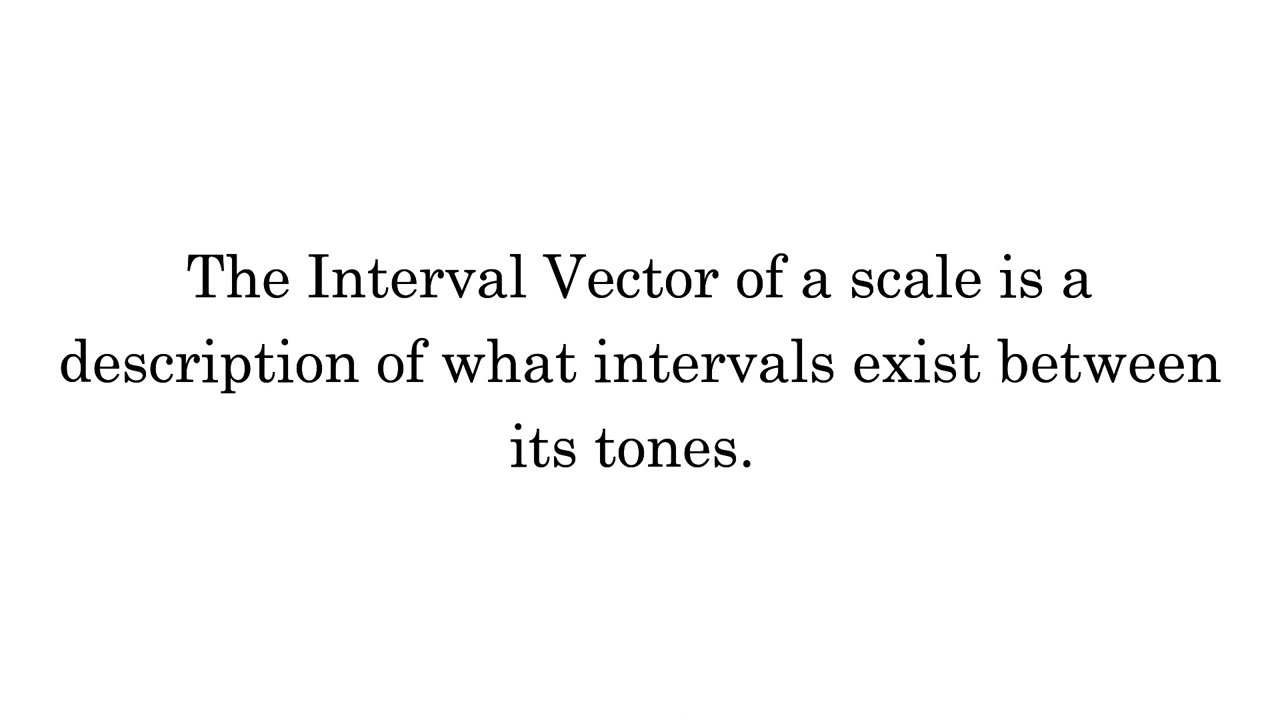 The Interval Vector of a scale is a
description of what intervals exist between
its tones.